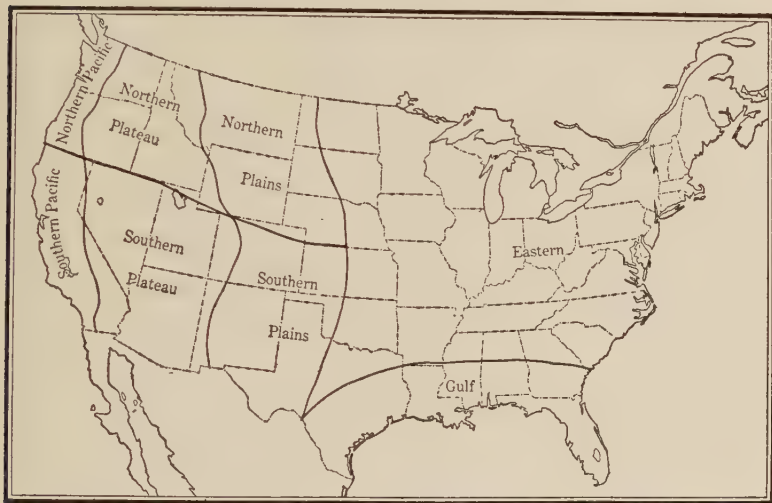 Northern Pacific
Northern
Plateau
Northern
Plains
Southern Pacific
Southern
Plateau
Southern
Plains
Eastern
Gulf